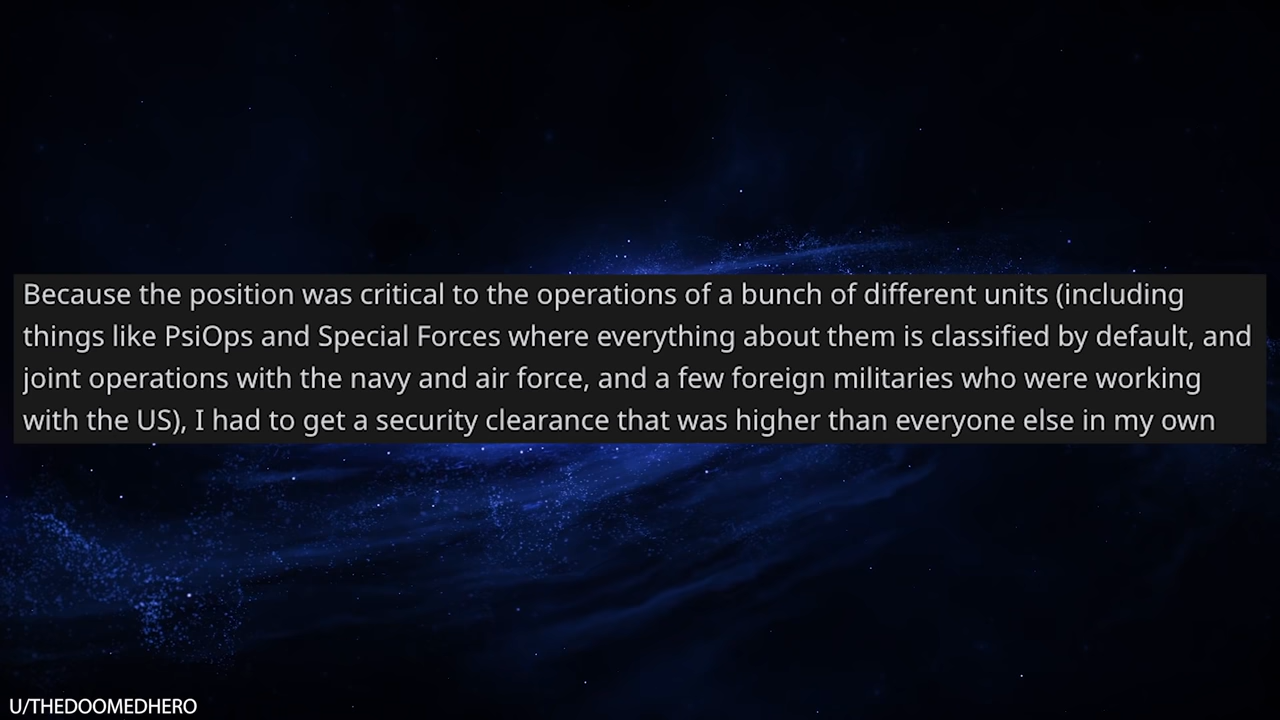 Because the position was critical to the operations of a bunch of different units (including
things like PsiOps and Special Forces where everything about them is classified by default, and
joint operations with the navy and air force, and a few foreign militaries who were working
with the US), I had to get a security clearance that was higher than everyone else in my own
U/THEDOOMEDHERO